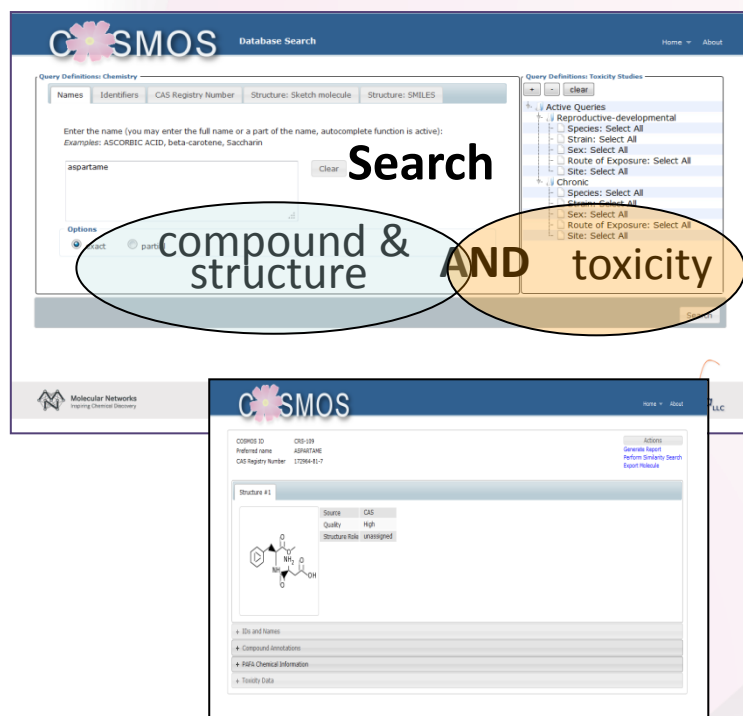 COSMOS Database Search Home About
Query Definitions: Chemistry
Names Identifiers CAS Registry Number Structure: Sketch molecule Structure: SMILES
Enter the name (you may enter the full name or a part of the name, autocomplete function is active):
Examples: ASCORBIC ACID, beta-carotene, Saccharin
aspartame
Clear
Search
Options
exact
compound &
structure
AND
toxicity
Query Definitions: Toxicity Studies
+ - clear
Active Queries
Reproductive-developmental
Species: Select All
Strain: Select All
Sex: Select All
Route of Exposure: Select All
Site: Select All
Chronic
Species: Select All
Strain: Select All
Sex: Select All
Route of Exposure: Select All
Site: Select All
Search
Molecular Networks
Inspiring Chemical Discovery
LLC
COSMOS Home About
COSMOS ID CRS-109
Preferred name ASPARTAME
CAS Registry Number 172964-81-7
Actions
Generate Report
Perform Similarity Search
Export Molecule
Structure #1
Source CAS
Quality High
Structure Role unassigned
O
O
NH2
O
NH
OH
O
+ IDs and Names
+ Compound Annotations
+ PAFA Chemical Information
+ Toxicity Data